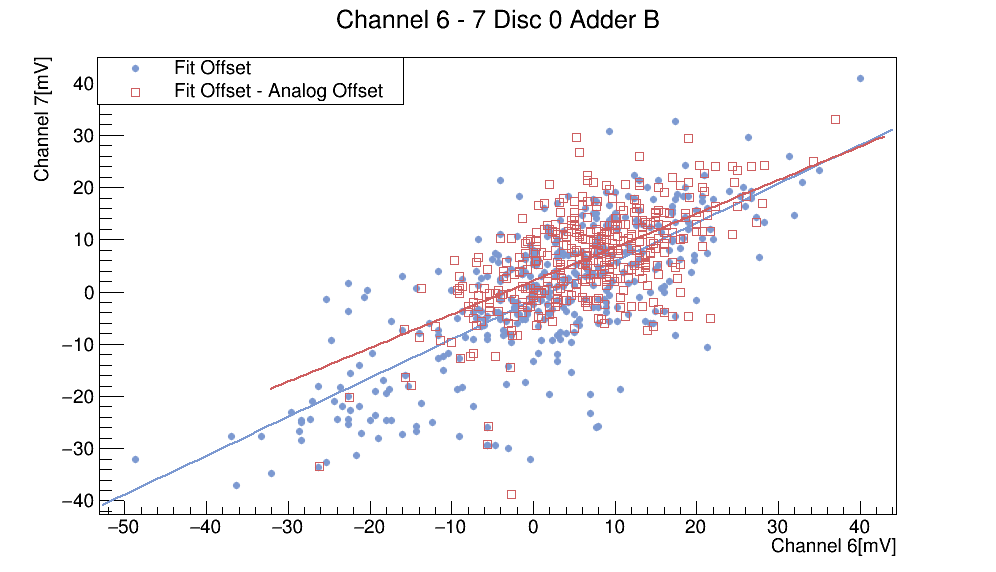 Channel 6 - 7 Disc 0 Adder B
Channel 7[mV]
Fit Offset
Fit Offset - Analog Offset
40
30
20
10
0
−10
−20
−30
−40
−50 −40 −30 −20 −10 0 10 20 30 40
Channel 6[mV]